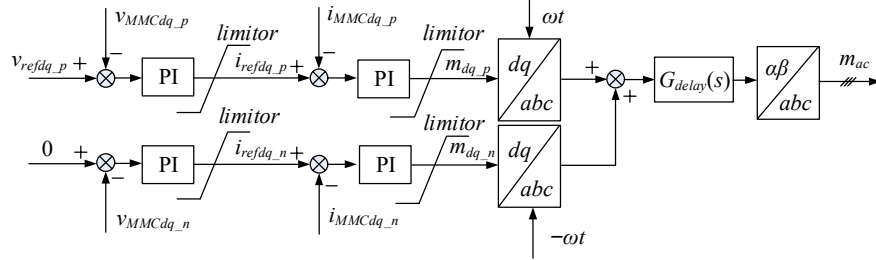 v_MMCdq_p
i_MMCdq_p
ωt
v_refdq_p + − PI limitor i_refdq_p + − PI limitor m_dq_p dq abc + + G_delay(s) αβ abc m_ac
0 + − PI limitor i_refdq_n + − PI limitor m_dq_n dq abc
v_MMCdq_n
i_MMCdq_n
−ωt